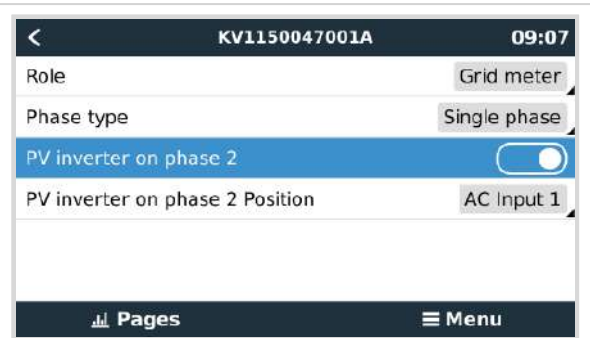 KV1150047001A 09:07
Role Grid meter
Phase type Single phase
PV inverter on phase 2
PV inverter on phase 2 Position AC Input 1
Pages Menu